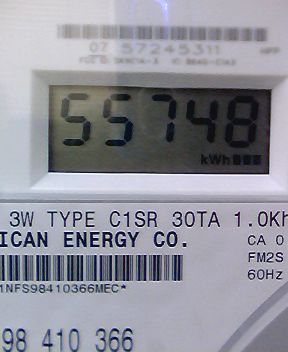 07 57245311
55748
kWh
3W TYPE C1SR 30TA 1.0Kh
ICAN ENERGY CO.
CA 0
FM2S
60Hz
1NFS98410366MEC*
98 410 366